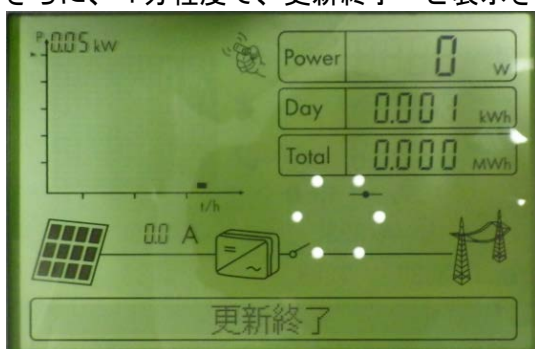 さらに、1分程度で、更新終了 と表示さ
P
0.05 kW
Power 0 W
Day 0.001 kWh
Total 0.000 MWh
t/h
0.0 A
更新終了